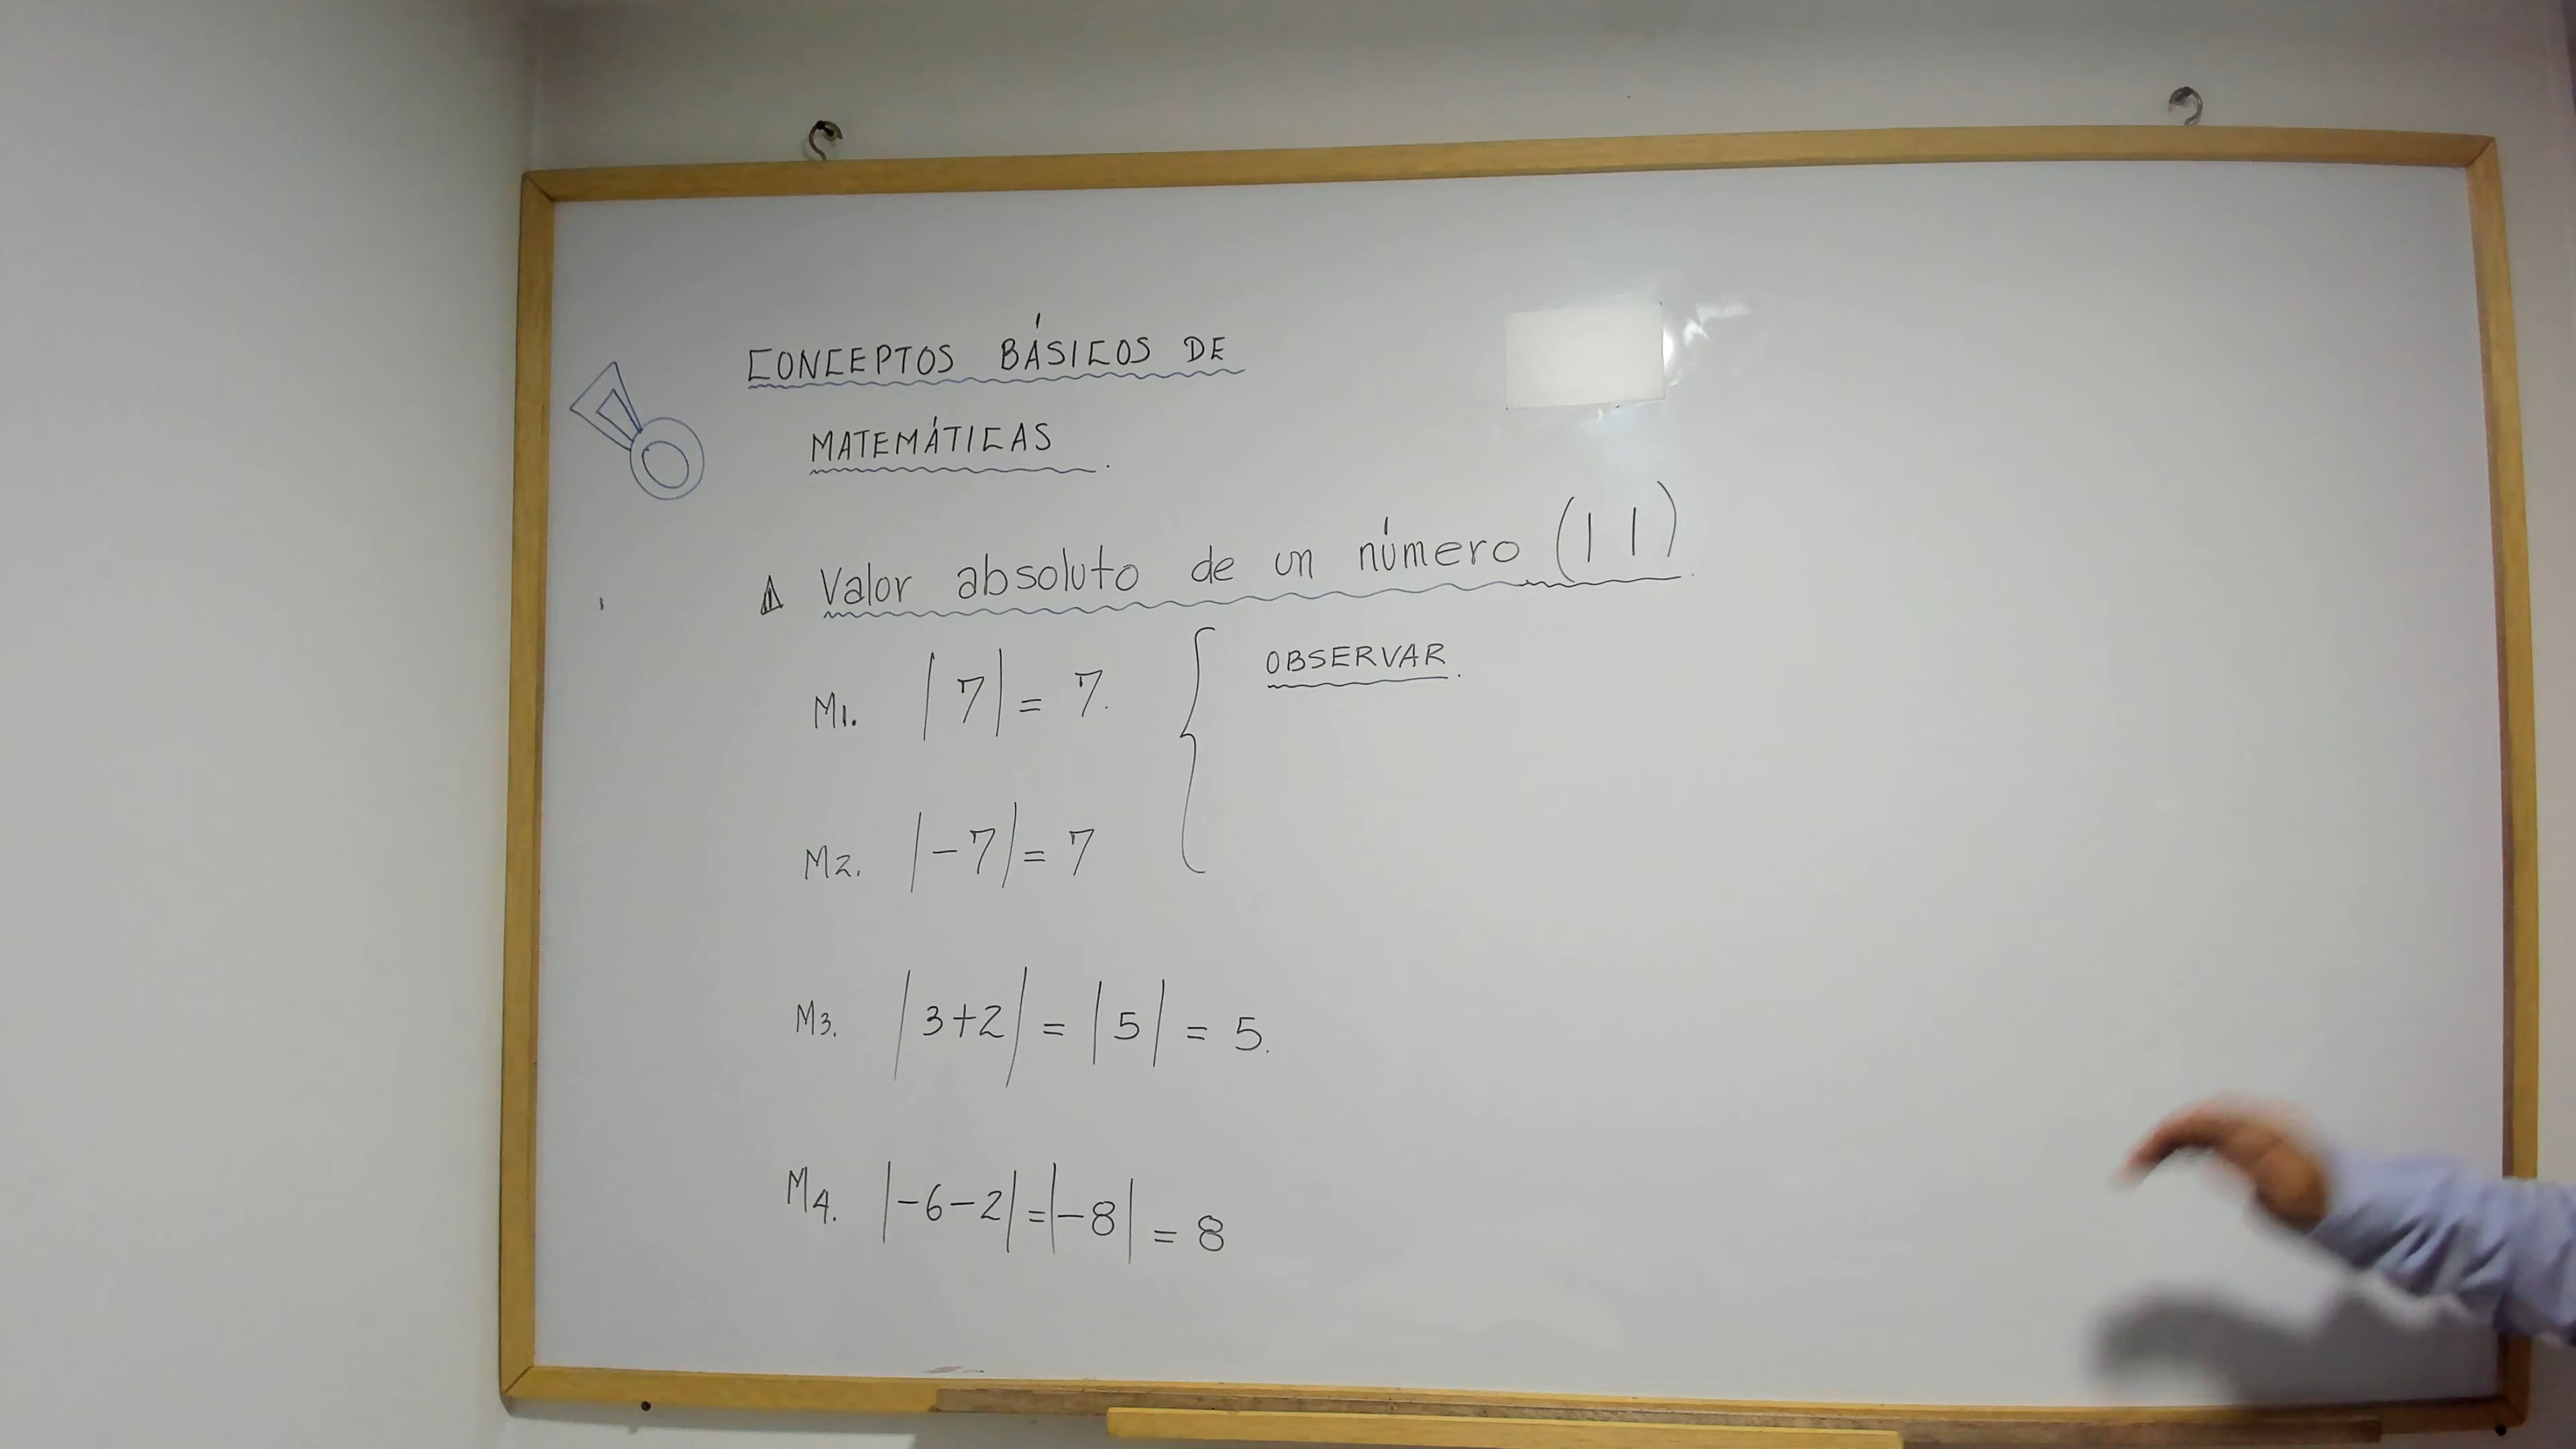 CONCEPTOS BÁSICOS DE
MATEMÁTICAS.
Valor absoluto de un número (| |).
M1. |7| = 7.
OBSERVAR.
M2. |-7| = 7
M3. |3+2| = |5| = 5.
M4. |-6-2| = |-8| = 8